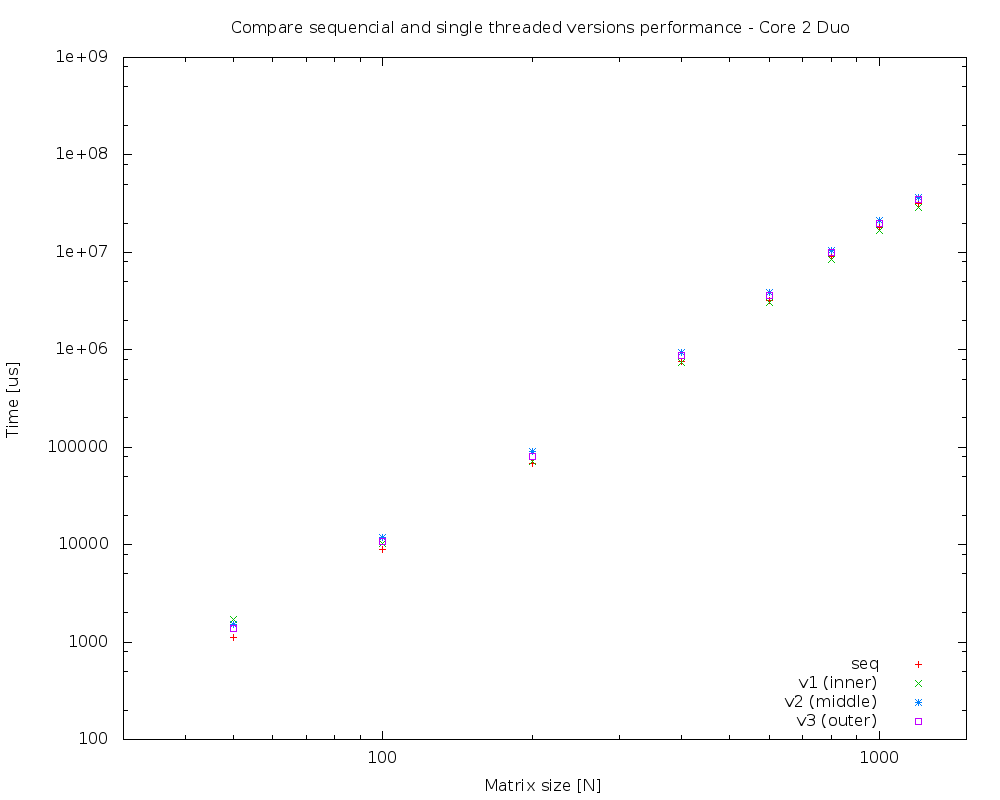 Compare sequencial and single threaded versions performance - Core 2 Duo
1e+09
1e+08
1e+07
1e+06
100000
10000
1000
100
Time [us]
seq
v1 (inner)
v2 (middle)
v3 (outer)
100
1000
Matrix size [N]